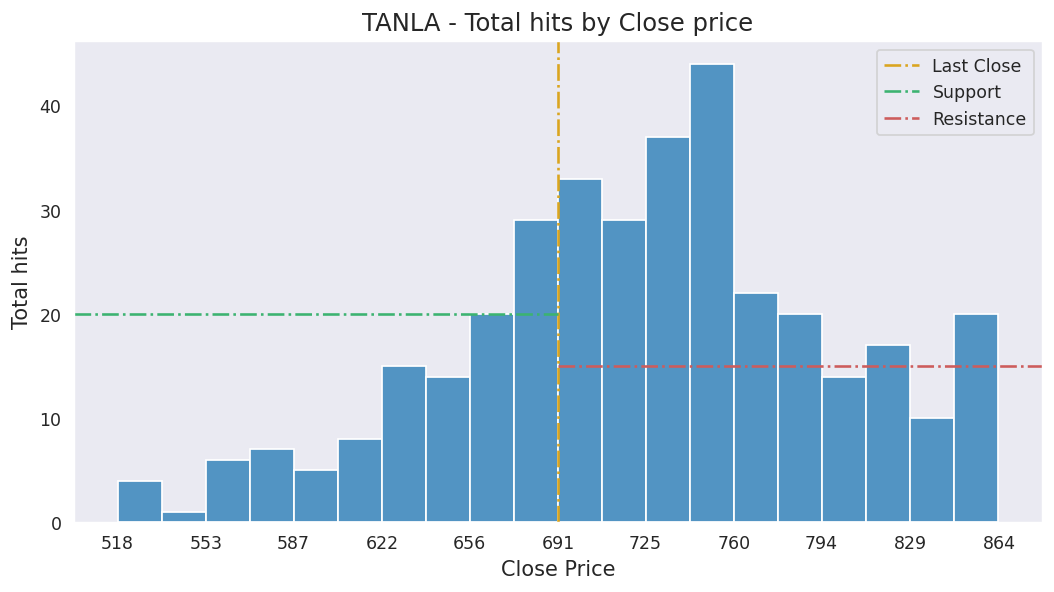 TANLA - Total hits by Close price
Last Close
Support
Resistance
Total hits
40
30
20
10
0
518 553 587 622 656 691 725 760 794 829 864
Close Price